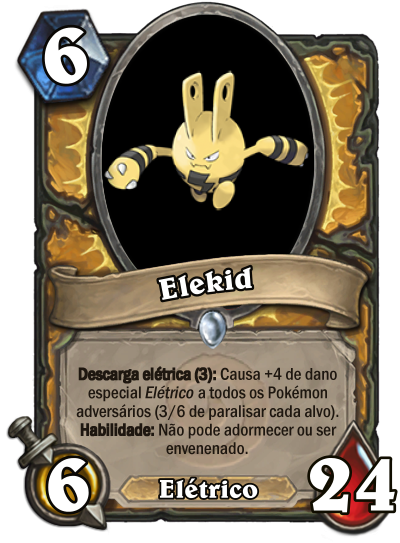 6
Elekid
Descarga elétrica (3): Causa +4 de dano
especial Elétrico a todos os Pokémon
adversários (3/6 de paralisar cada alvo).
Habilidade: Não pode adormecer ou ser
envenenado.
6
Elétrico
24